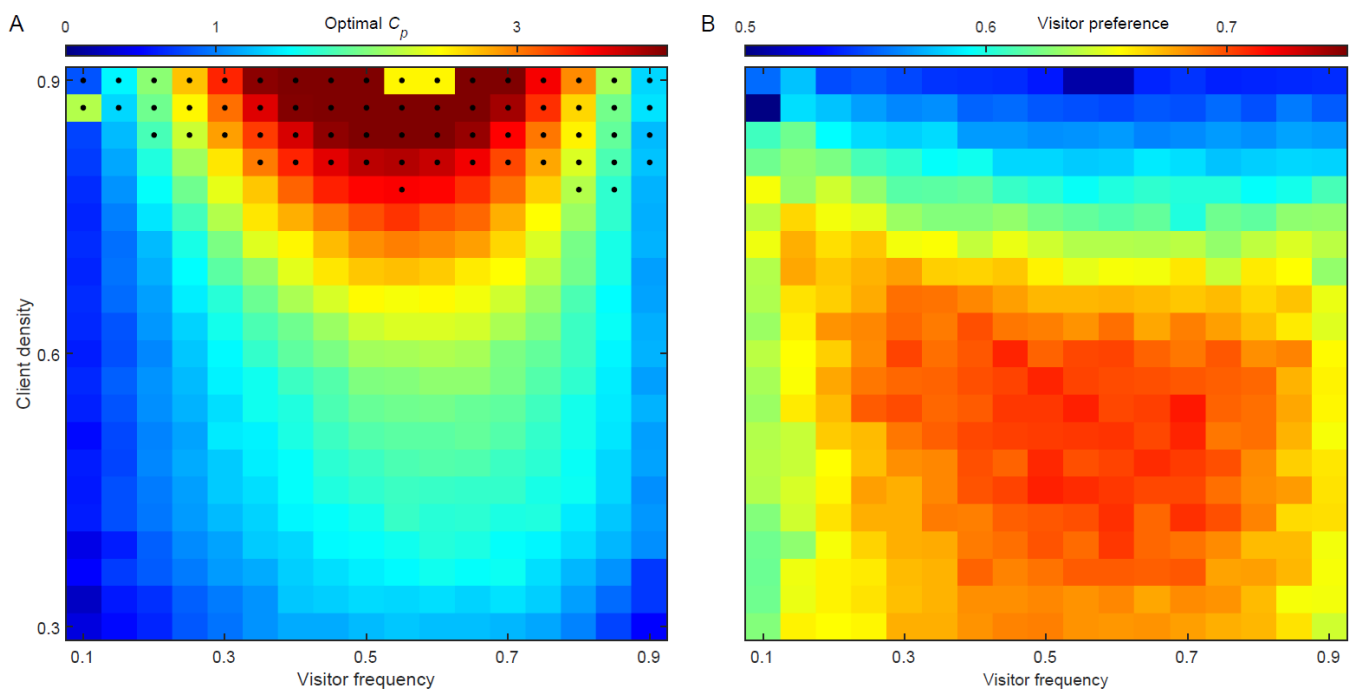 A
Optimal Cp
0 1 3
B
Visitor preference
0.5 0.6 0.7
Client density
0.9
0.6
0.3
0.1 0.3 0.5 0.7 0.9
Visitor frequency
0.1 0.3 0.5 0.7 0.9
Visitor frequency